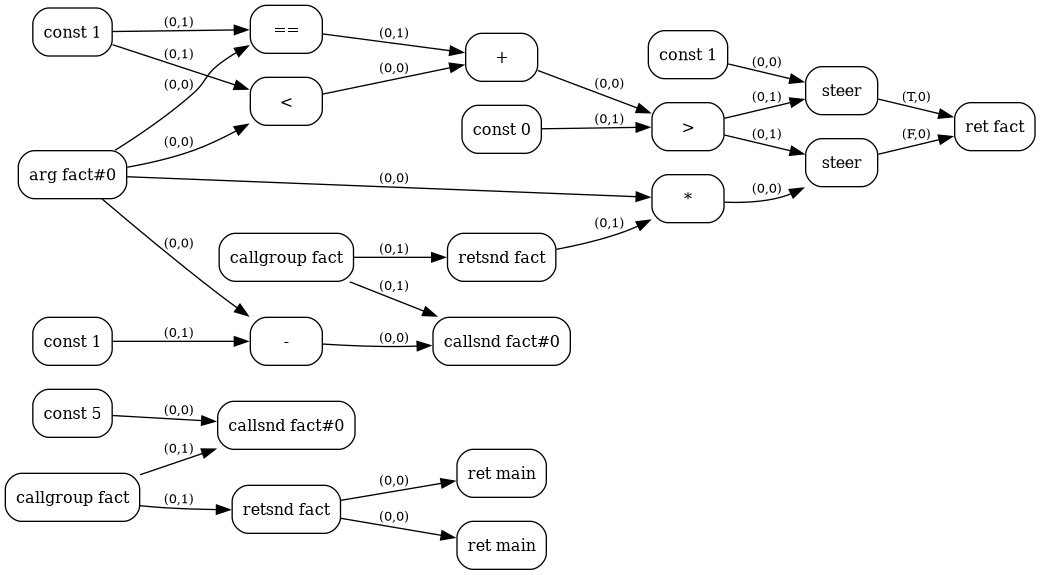 const 1
(0,1)
==
(0,1)
(0,1)
(0,0)
<
(0,0)
+
(0,0)
const 1
(0,0)
steer
(T,0)
const 0
(0,1)
>
(0,1)
(0,1)
ret fact
arg fact#0
(0,0)
(0,0)
steer
(F,0)
*
(0,0)
callgroup fact
(0,1)
retsnd fact
(0,1)
(0,0)
(0,1)
const 1
(0,1)
-
(0,0)
callsnd fact#0
const 5
(0,0)
callsnd fact#0
callgroup fact
(0,1)
(0,1)
retsnd fact
(0,0)
ret main
(0,0)
ret main